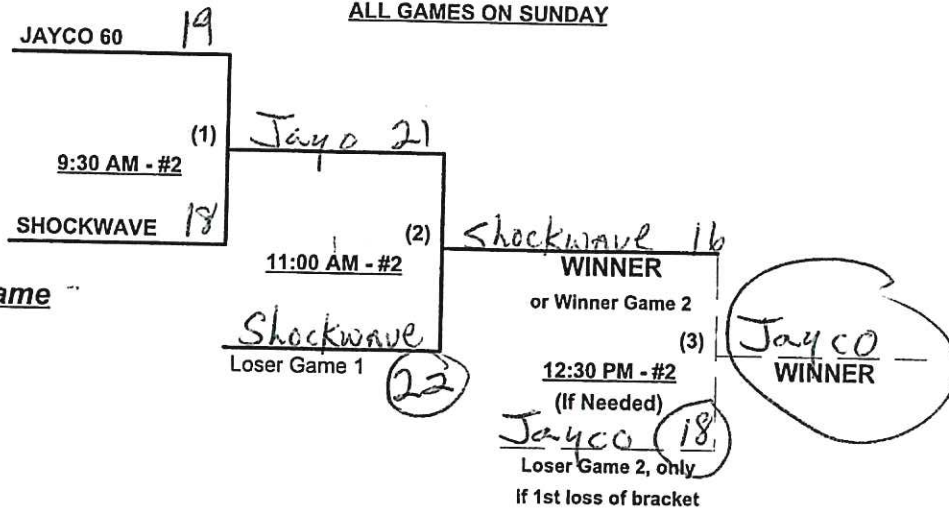 ALL GAMES ON SUNDAY
JAYCO 60 19
(1)
Jayo 21
9:30 AM - #2
SHOCKWAVE 18
(2)
Shockwave 16
11:00 AM - #2
WINNER
or Winner Game 2
ame
Shockwave
Loser Game 1
22
(3)
Jayco
WINNER
12:30 PM - #2
(If Needed)
Jayco 18
Loser Game 2, only
If 1st loss of bracket